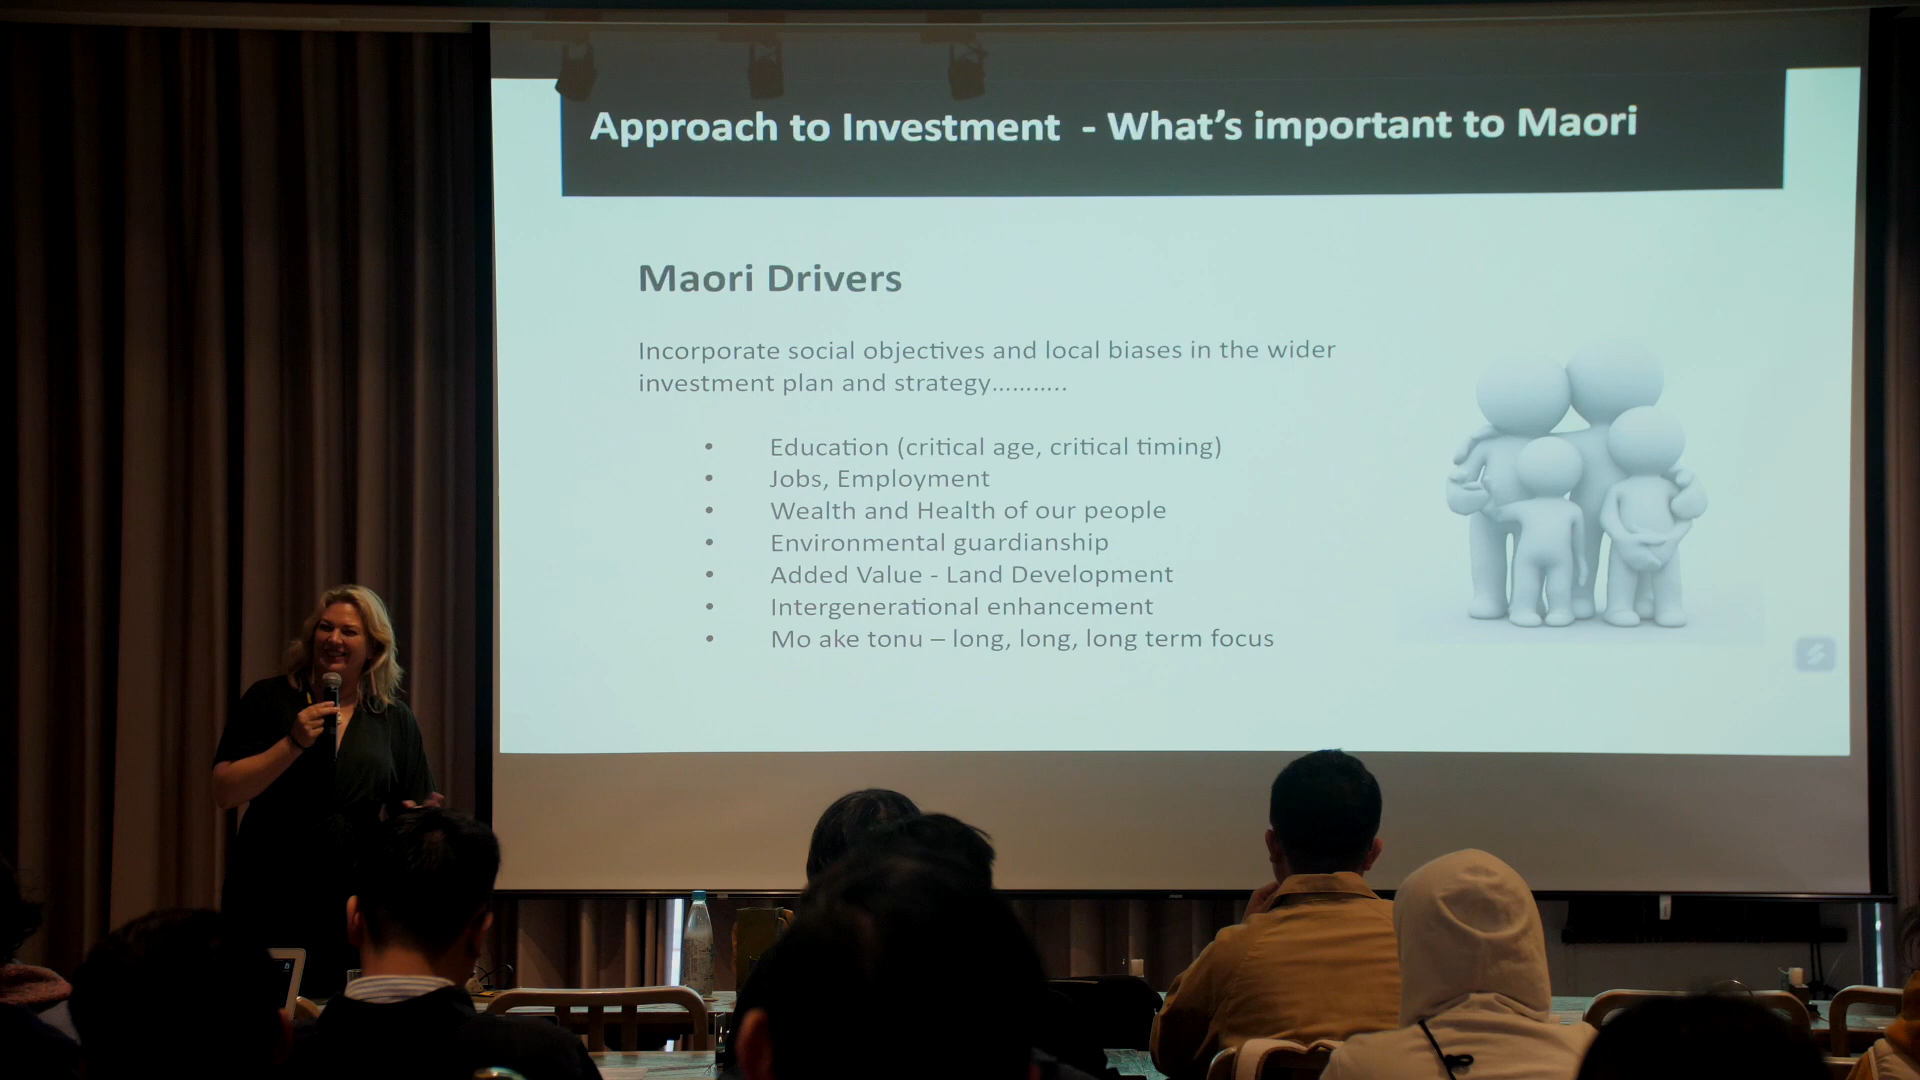 Approach to Investment - What's important to Maori
Maori Drivers
Incorporate social objectives and local biases in the wider
investment plan and strategy………..
• Education (critical age, critical timing)
• Jobs, Employment
• Wealth and Health of our people
• Environmental guardianship
• Added Value - Land Development
• Intergenerational enhancement
• Mo ake tonu – long, long, long term focus